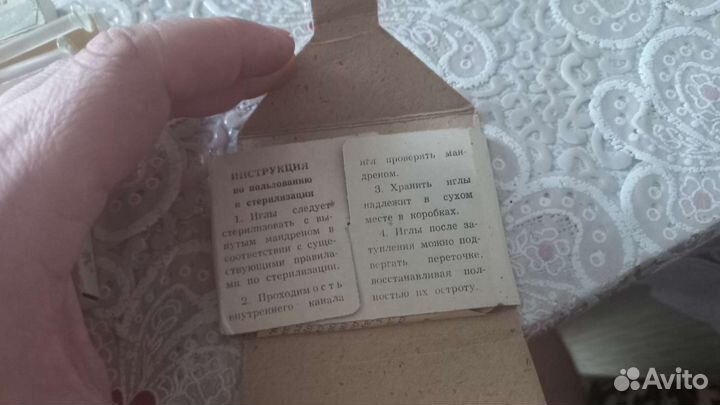 ИНСТРУКЦИЯ
по пользованию
и стерилизации
1. Иглы следует
стерилизовать с вы-
нутым мандреном в
соответствии с суще-
ствующими правила-
ми по стерилизации.
2 Проходимость
внутреннего канала
игл проверять ман-
дреном.
3. Хранить иглы
надлежит в сухом
месте в коробках.
4. Иглы после за-
тупления можно под-
вергать переточке,
восстанавливая пол-
ностью их остроту.
Avito